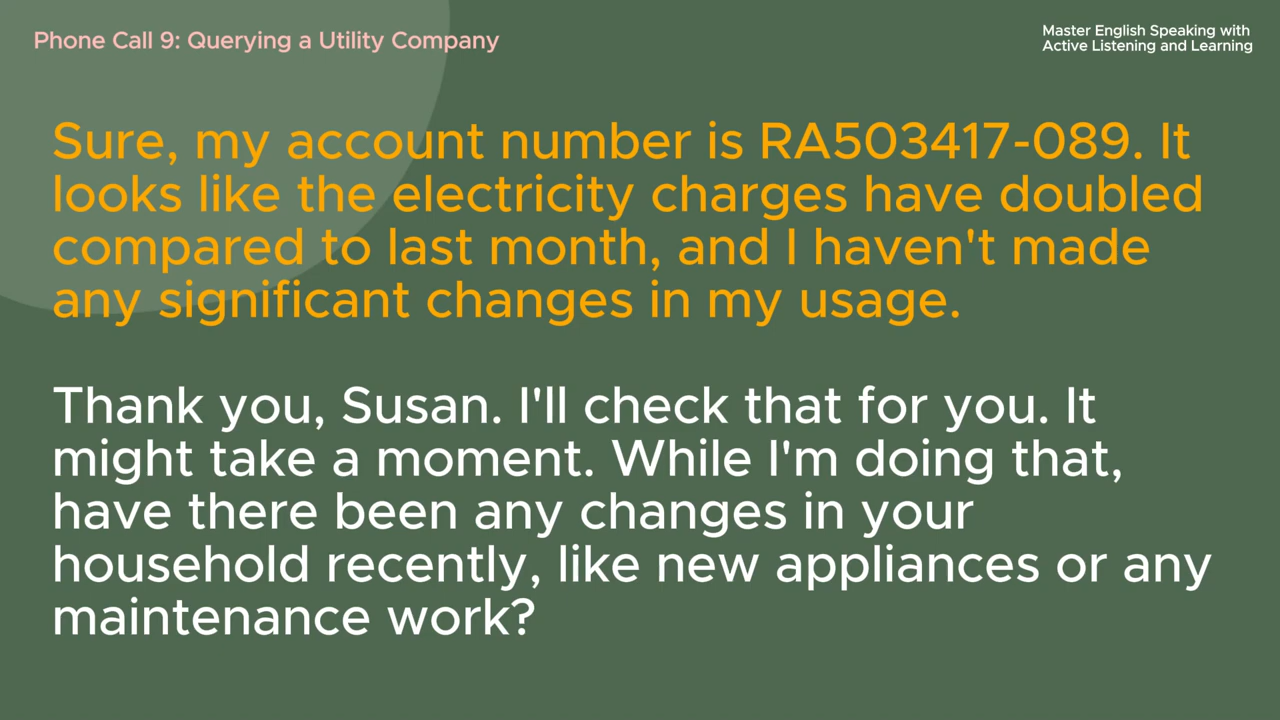 Phone Call 9: Querying a Utility Company
Master English Speaking with
Active Listening and Learning
Sure, my account number is RA503417-089. It
looks like the electricity charges have doubled
compared to last month, and I haven't made
any significant changes in my usage.
Thank you, Susan. I'll check that for you. It
might take a moment. While I'm doing that,
have there been any changes in your
household recently, like new appliances or any
maintenance work?